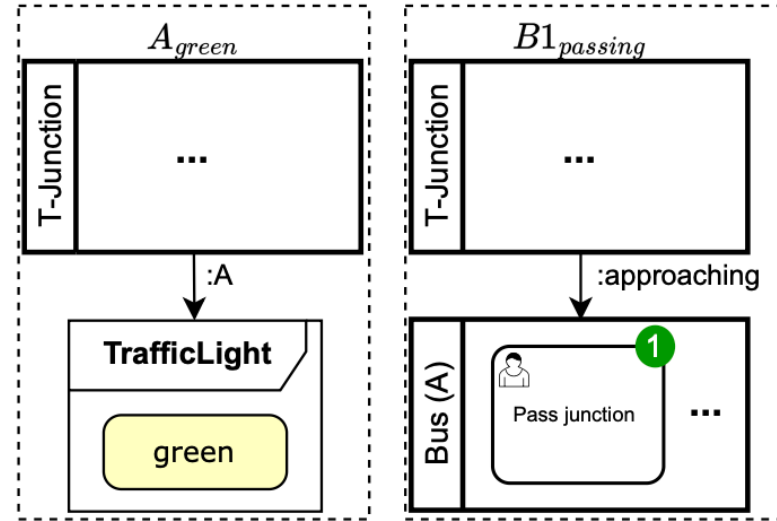 A_green
T-Junction
...
:A
TrafficLight
green
B1_passing
T-Junction
...
:approaching
Bus (A)
1
Pass junction
...